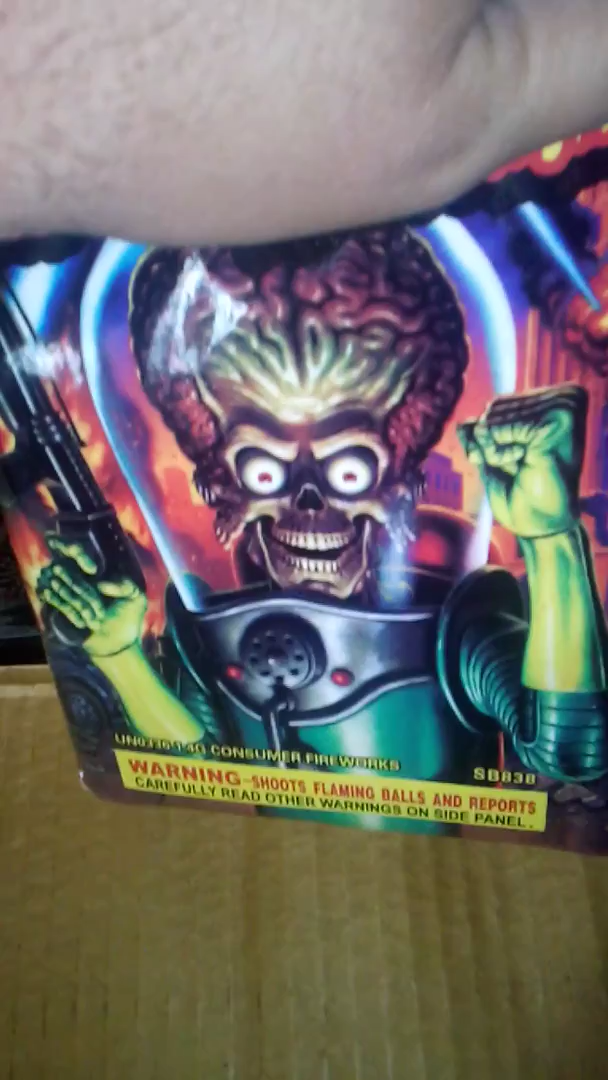 UN0336 1.4G CONSUMER FIREWORKS
SB838
WARNING-SHOOTS FLAMING BALLS AND REPORTS
CAREFULLY READ OTHER WARNINGS ON SIDE PANEL.